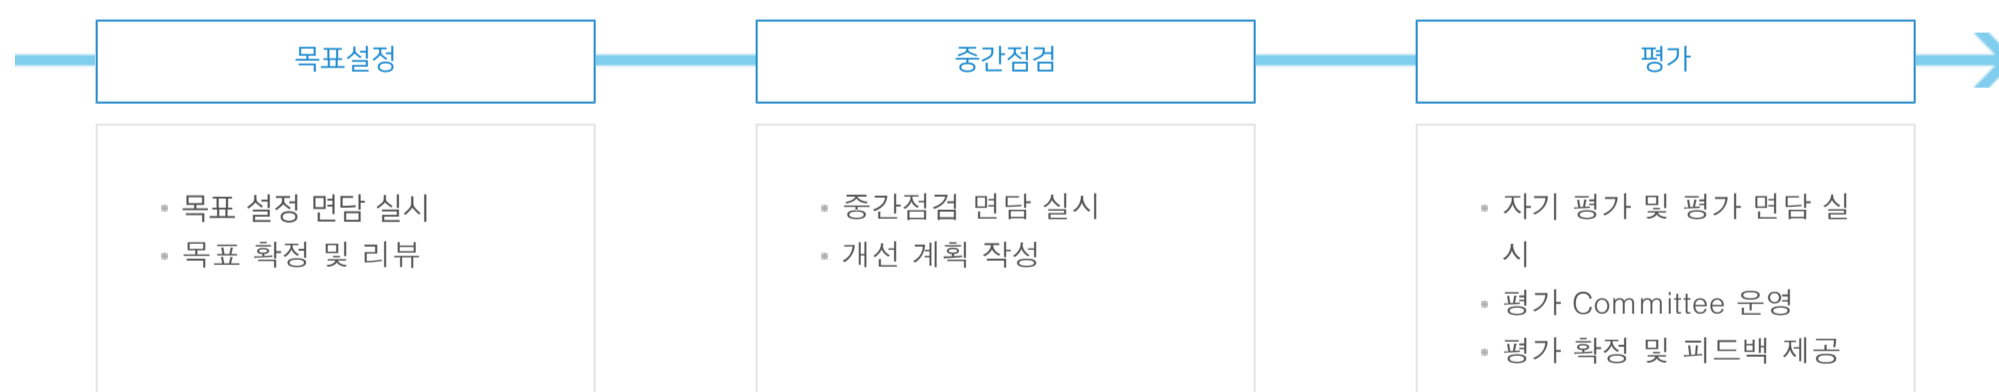 목표설정
중간점검
평가
목표 설정 면담 실시
목표 확정 및 리뷰
중간점검 면담 실시
개선 계획 작성
자기 평가 및 평가 면담 실
시
평가 Committee 운영
평가 확정 및 피드백 제공